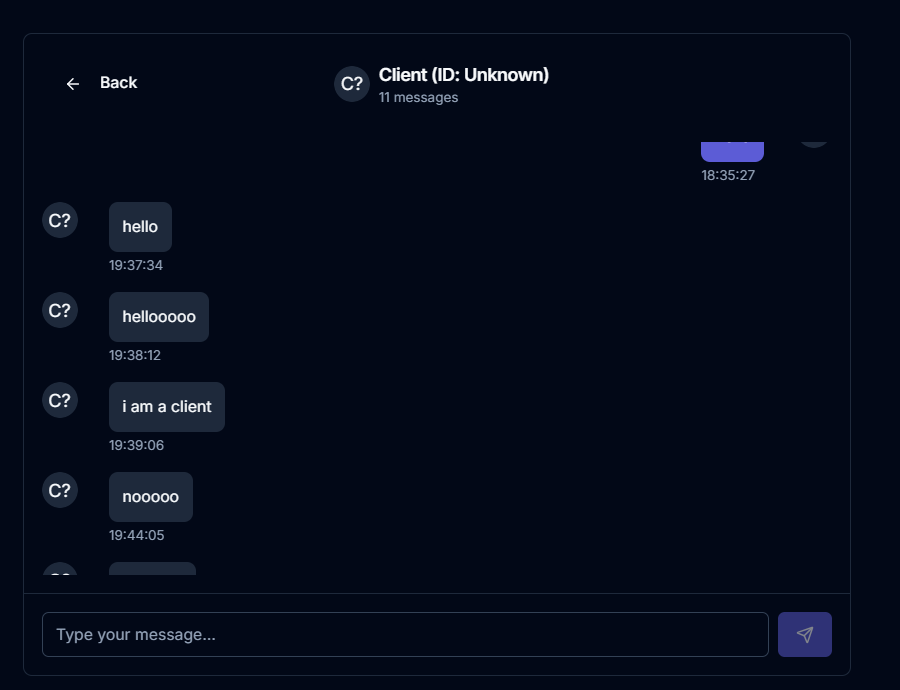 Back
C?
Client (ID: Unknown)
11 messages
18:35:27
C?
hello
19:37:34
C?
hellooooo
19:38:12
C?
i am a client
19:39:06
C?
nooooo
19:44:05
Type your message...